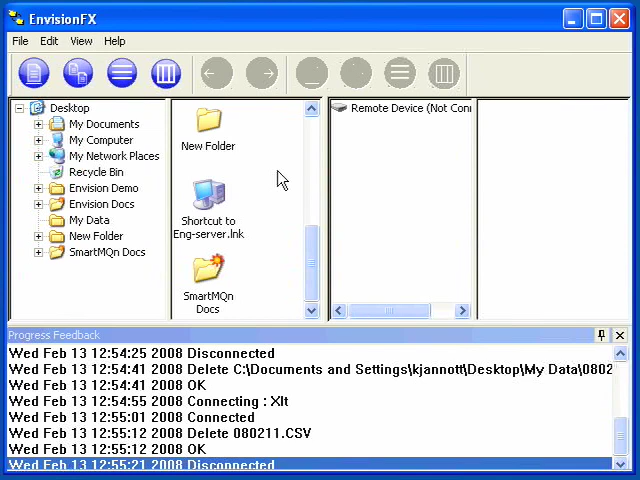 EnvisionFX
File Edit View Help
Desktop
My Documents
My Computer
My Network Places
Recycle Bin
Envision Demo
Envision Docs
My Data
New Folder
SmartMQn Docs
New Folder
Shortcut to
Eng-server.lnk
SmartMQn
Docs
Remote Device (Not Conn
Progress Feedback
Wed Feb 13 12:54:25 2008 Disconnected
Wed Feb 13 12:54:41 2008 Delete C:\Documents and Settings\kjannott\Desktop\My Data\0802
Wed Feb 13 12:54:41 2008 OK
Wed Feb 13 12:54:55 2008 Connecting : Xlt
Wed Feb 13 12:55:01 2008 Connected
Wed Feb 13 12:55:12 2008 Delete 080211.CSV
Wed Feb 13 12:55:12 2008 OK
Wed Feb 13 12:55:21 2008 Disconnected